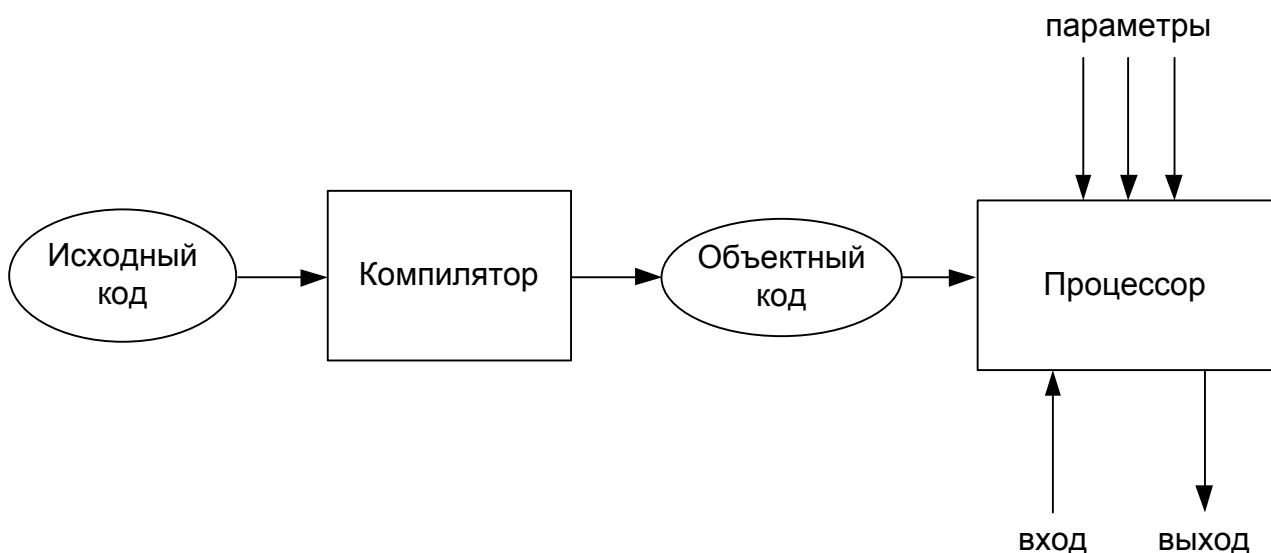 параметры
Исходный
код
Компилятор
Объектный
код
Процессор
вход
выход